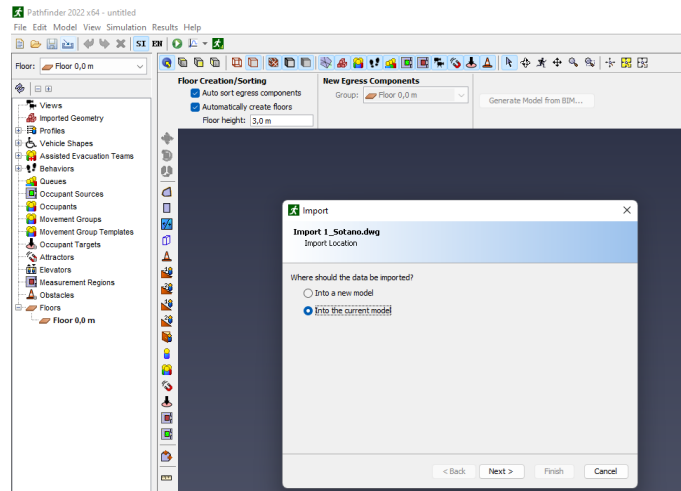 Pathfinder 2022 x64 - untitled
File Edit Model View Simulation Results Help
SI EN
Floor: Floor 0,0 m
Floor Creation/Sorting
Auto sort egress components
Automatically create floors
Floor height: 3,0 m
New Egress Components
Group: Floor 0,0 m
Generate Model from BIM...
Views
Imported Geometry
Profiles
Vehicle Shapes
Assisted Evacuation Teams
Behaviors
Queues
Occupant Sources
Occupants
Movement Groups
Movement Group Templates
Occupant Targets
Attractors
Elevators
Measurement Regions
Obstacles
Floors
Floor 0,0 m
Import
Import 1_Sotano.dwg
Import Location
Where should the data be imported?
Into a new model
Into the current model
< Back Next > Finish Cancel